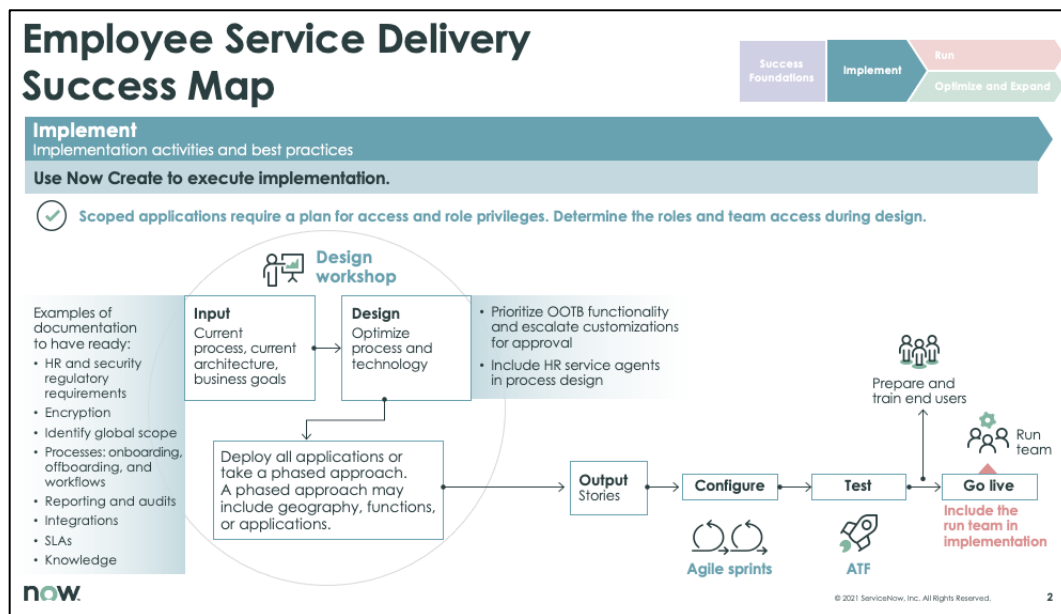 Employee Service Delivery
Success Map
Success
Foundations
Implement
Run
Optimize and Expand
Implement
Implementation activities and best practices
Use Now Create to execute implementation.
Scoped applications require a plan for access and role privileges. Determine the roles and team access during design.
Design
workshop
Examples of
documentation
to have ready:
• HR and security
regulatory
requirements
• Encryption
• Identify global scope
• Processes: onboarding,
offboarding, and
workflows
• Reporting and audits
• Integrations
• SLAs
• Knowledge
Input
Current
process, current
architecture,
business goals
Design
Optimize
process and
technology
• Prioritize OOTB functionality
and escalate customizations
for approval
• Include HR service agents
in process design
Deploy all applications or
take a phased approach.
A phased approach may
include geography, functions,
or applications.
Output
Stories
Configure
Agile sprints
Test
ATF
Prepare and
train end users
Run
team
Go live
Include the
run team in
implementation
now.
© 2021 ServiceNow, Inc. All Rights Reserved.
2